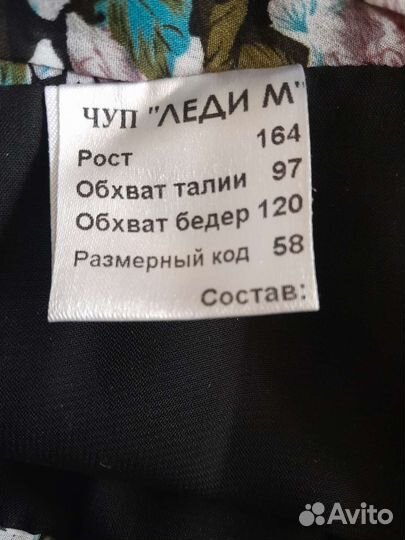 ЧУП "ЛЕДИ М"
Рост 164
Обхват талии 97
Обхват бедер 120
Размерный код 58
Состав:
Avito